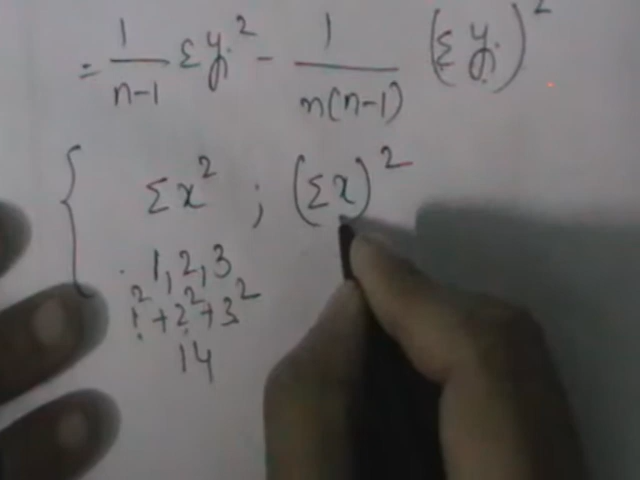 = 1/(n-1) Σyᵢ² - 1/(n(n-1)) (Σyᵢ)²
{ Σx² ; (Σx)²
1, 2, 3
1² + 2² + 3²
14